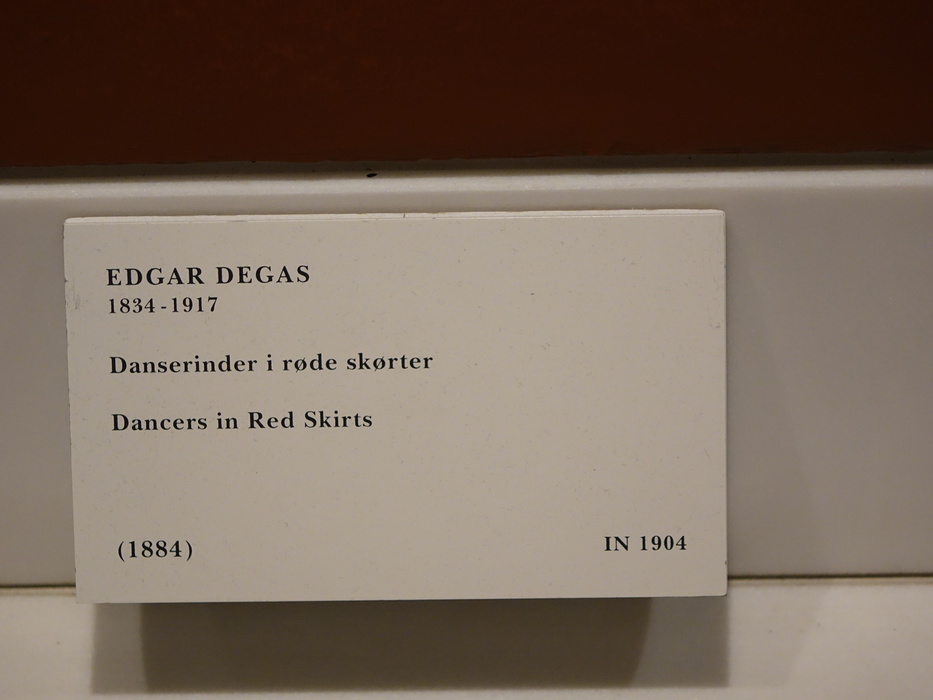 EDGAR DEGAS
1834-1917
Danserinder i røde skørter
Dancers in Red Skirts
(1884) IN 1904